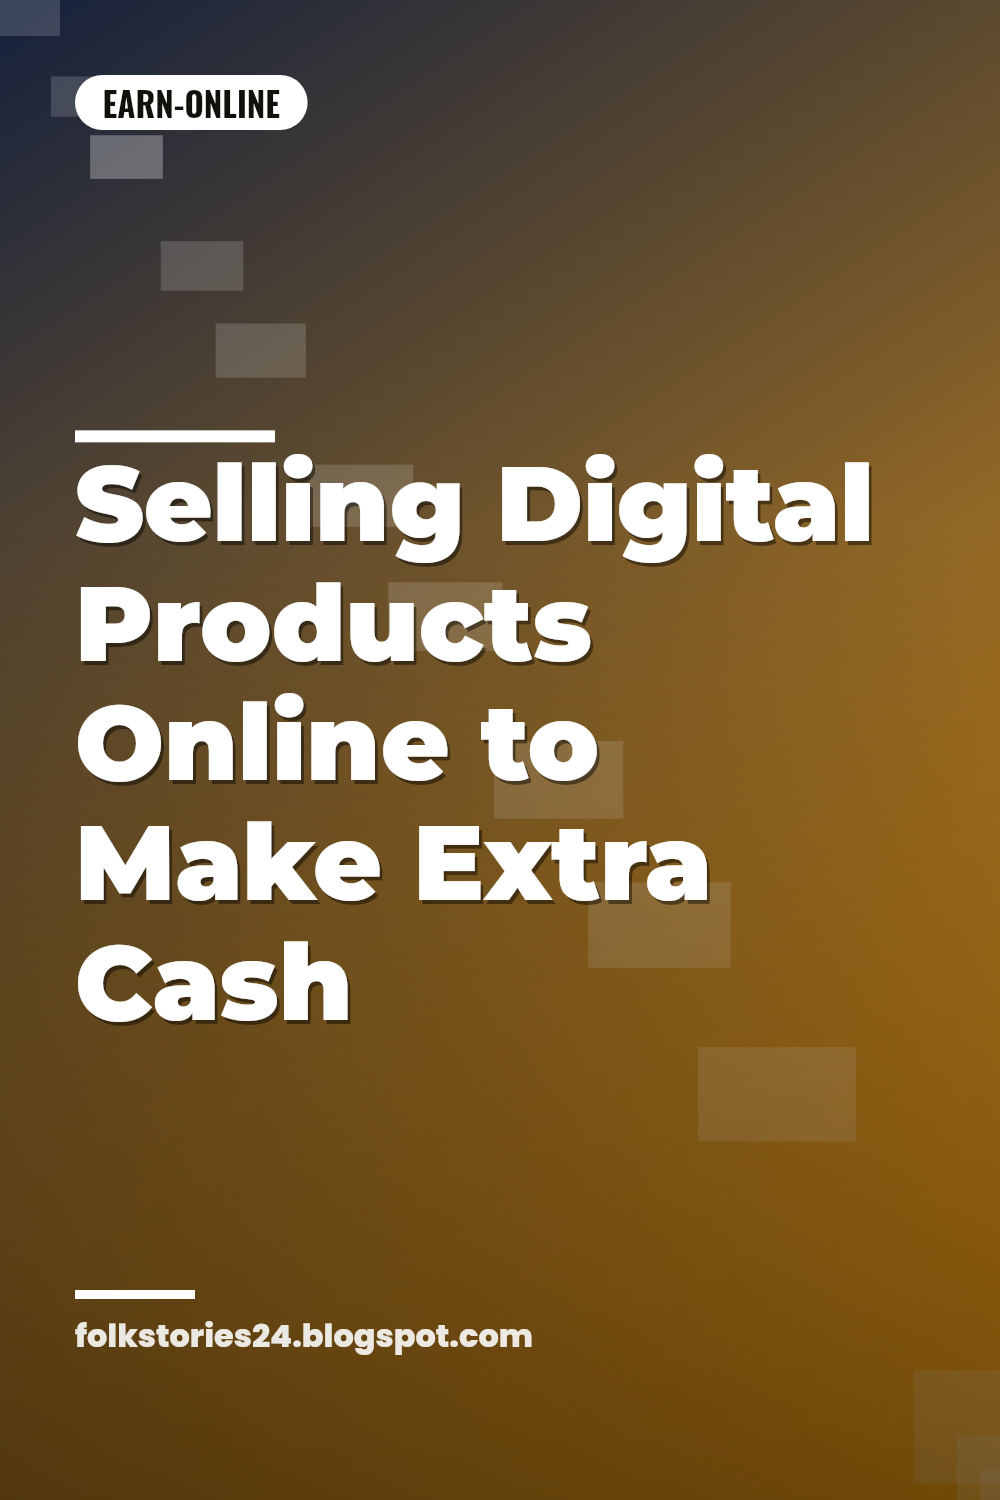 EARN-ONLINE
Selling Digital
Products
Online to
Make Extra
Cash
folkstories24.blogspot.com